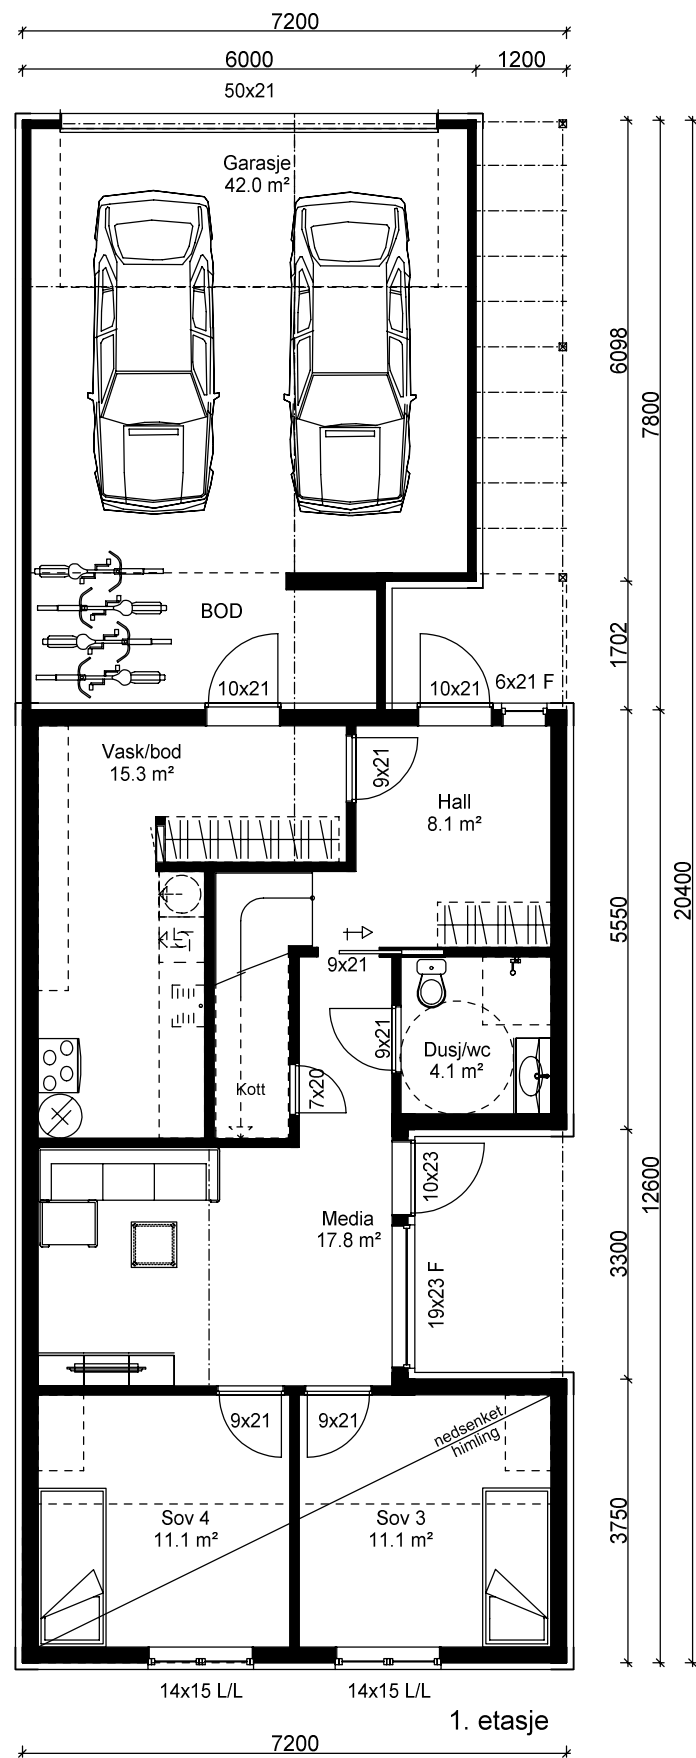 7200
6000
1200
50x21
Garasje
42.0 m²
6098
7800
BOD
1702
10x21
10x21
6x21 F
Vask/bod
15.3 m²
9x21
Hall
8.1 m²
5550
20400
9x21
9x21
Dusj/wc
4.1 m²
Kott
7x20
10x23
12600
Media
17.8 m²
3300
19x23 F
9x21
9x21
nedsenket
himling
Sov 4
11.1 m²
Sov 3
11.1 m²
3750
14x15 L/L
14x15 L/L
1. etasje
7200